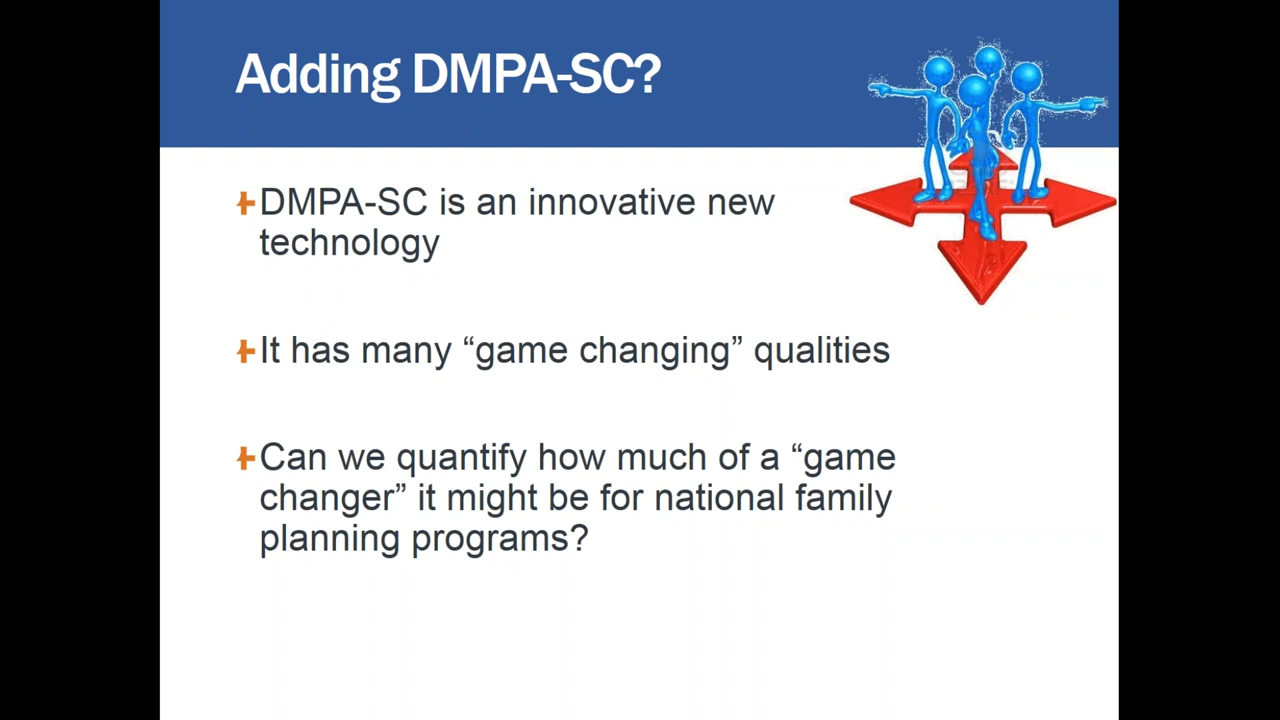 Adding DMPA-SC?
DMPA-SC is an innovative new
technology
It has many “game changing” qualities
Can we quantify how much of a “game
changer” it might be for national family
planning programs?